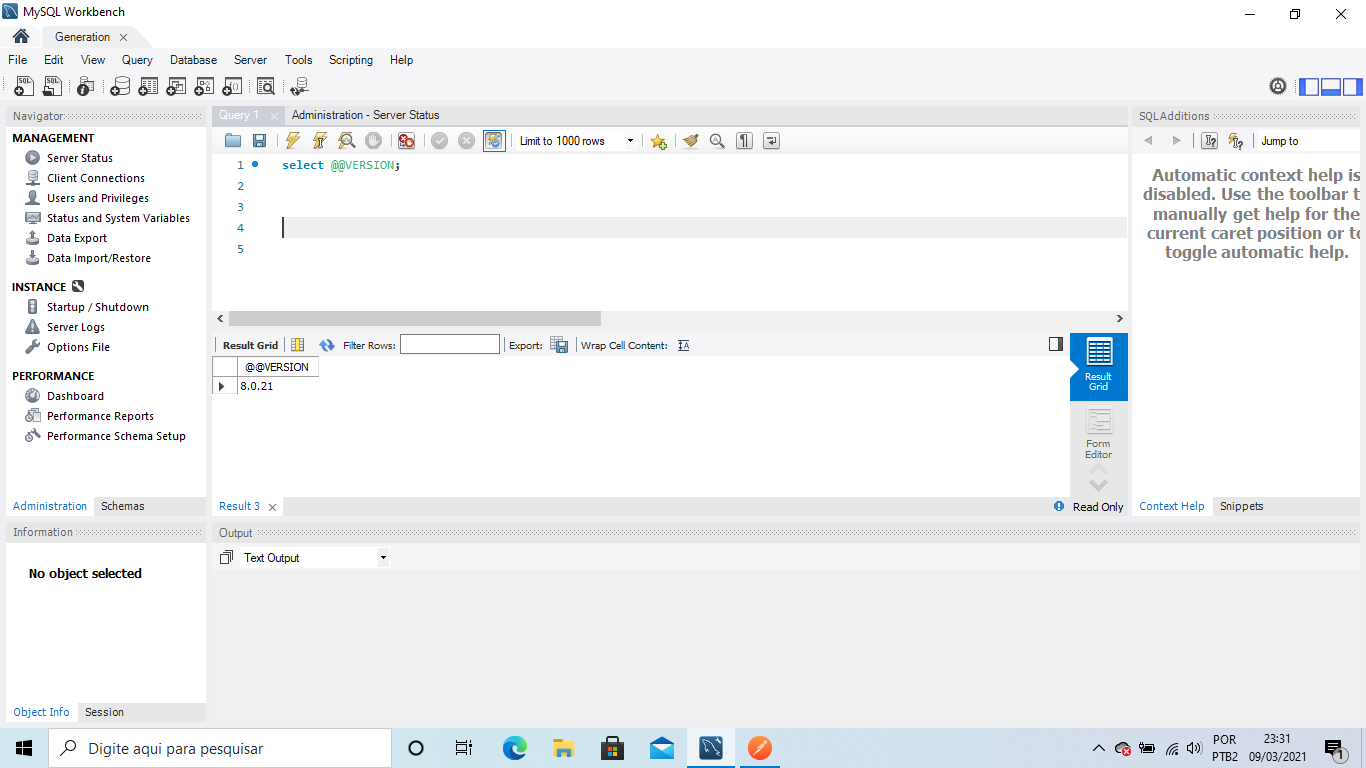 MySQL Workbench
Generation
File Edit View Query Database Server Tools Scripting Help
Navigator
MANAGEMENT
Server Status
Client Connections
Users and Privileges
Status and System Variables
Data Export
Data Import/Restore
INSTANCE
Startup / Shutdown
Server Logs
Options File
PERFORMANCE
Dashboard
Performance Reports
Performance Schema Setup
Administration Schemas
Information
No object selected
Object Info Session
Query 1 Administration - Server Status
Limit to 1000 rows
1 select @@VERSION;
2
3
4
5
Result Grid Filter Rows: Export: Wrap Cell Content:
@@VERSION
8.0.21
Result
Grid
Form
Editor
Result 3 Read Only
Output
Text Output
SQLAdditions
Jump to
Automatic context help is
disabled. Use the toolbar t
manually get help for the
current caret position or to
toggle automatic help.
Context Help Snippets
Digite aqui para pesquisar
POR
PTB2
23:31
09/03/2021
1